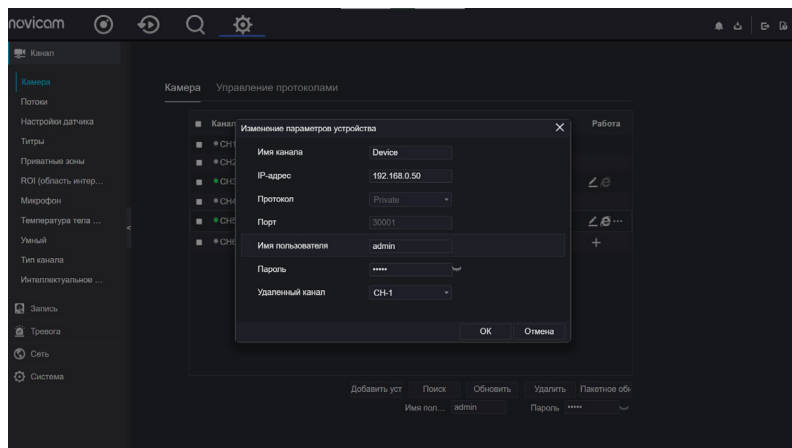 novicam
Канал
Камера
Потоки
Настройки датчика
Титры
Приватные зоны
ROI (область интер...
Микрофон
Температура тела ...
Умный
Тип канала
Интеллектуальное ...
Запись
Тревога
Сеть
Система
Камера Управление протоколами
Канал Работа
CH1
CH2
CH3
CH4
CH5
CH6
Изменение параметров устройства
Имя канала Device
IP-адрес 192.168.0.50
Протокол Private
Порт 30001
Имя пользователя admin
Пароль •••••
Удаленный канал CH-1
ОК Отмена
Добавить уст Поиск Обновить Удалить Пакетное обн
Имя пол... admin Пароль •••••